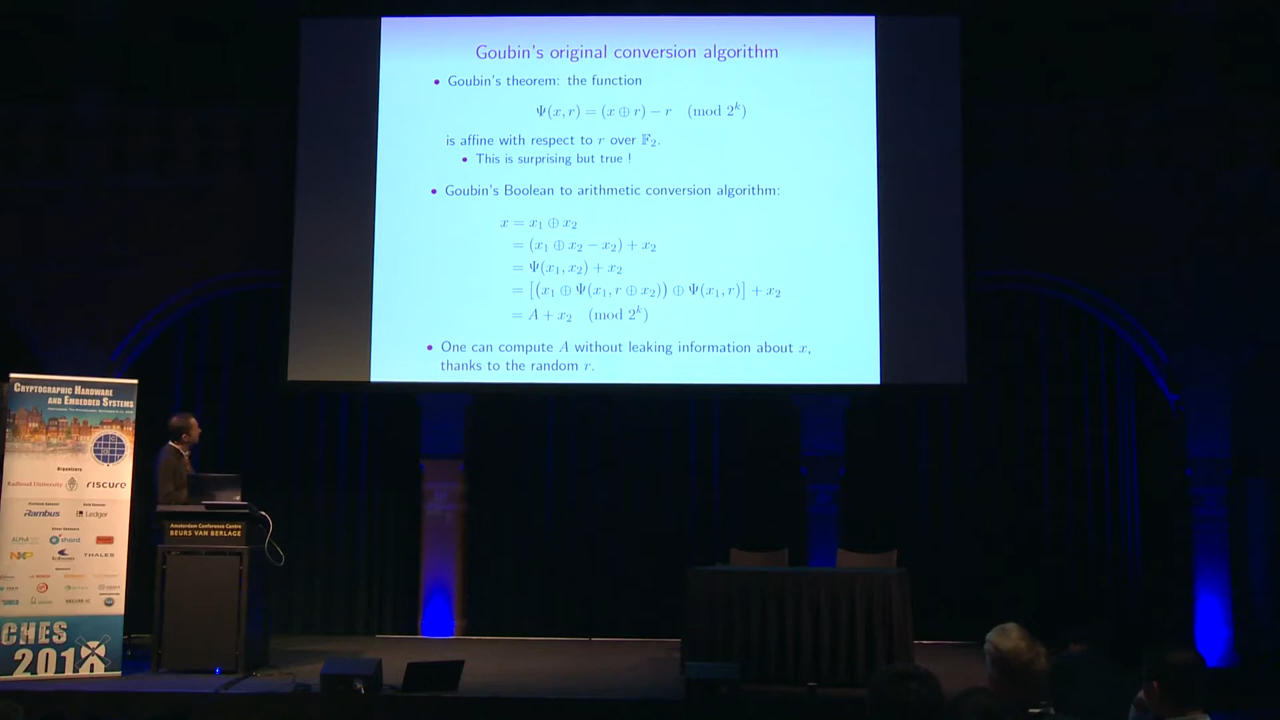 Goubin's original conversion algorithm
• Goubin's theorem: the function
Ψ(x, r) = (x ⊕ r) − r (mod 2^k)
is affine with respect to r over 𝔽₂.
• This is surprising but true !
• Goubin's Boolean to arithmetic conversion algorithm:
x = x₁ ⊕ x₂
= (x₁ ⊕ x₂ − x₂) + x₂
= Ψ(x₁, x₂) + x₂
= [(x₁ ⊕ Ψ(x₁, r ⊕ x₂)) ⊕ Ψ(x₁, r)] + x₂
= A + x₂ (mod 2^k)
• One can compute A without leaking information about x,
thanks to the random r.
Cryptographic Hardware
and Embedded Systems
Organizers
Radboud University
riscure
Rambus
Ledger
shard
NXP
THALES
CHES
2018
Amsterdam Conference Centre
BEURS VAN BERLAGE